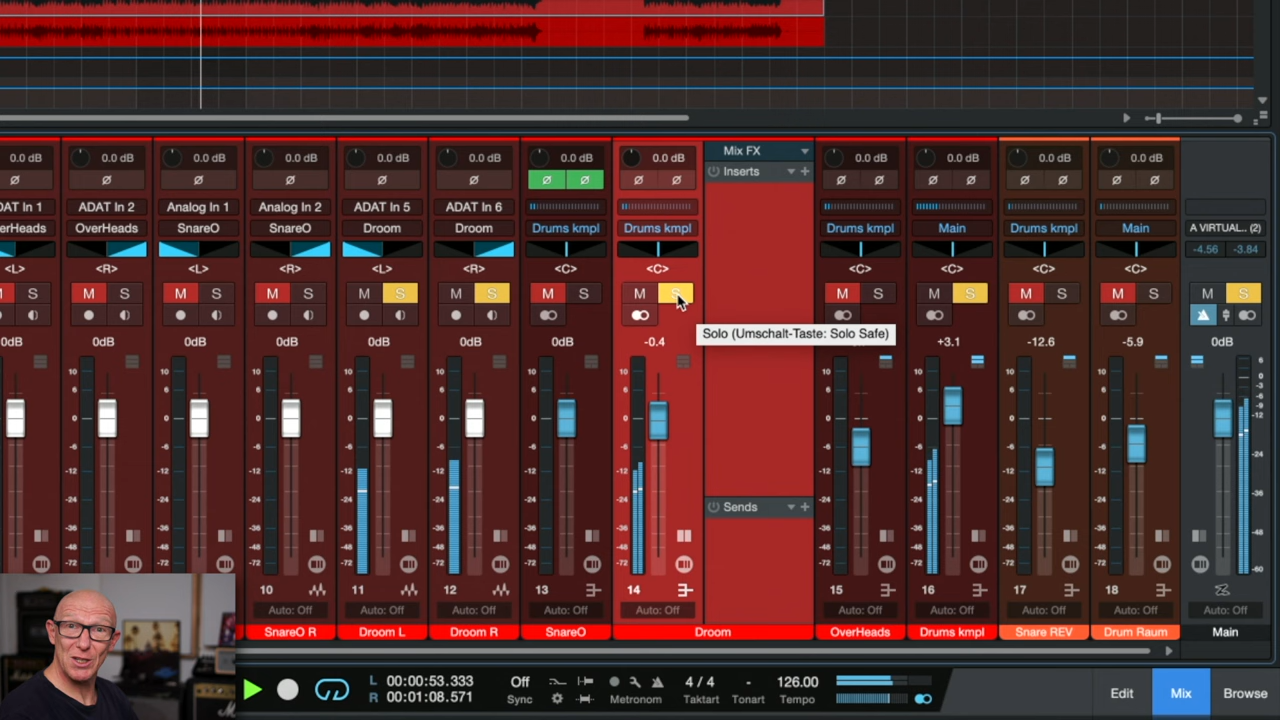 0.0 dB 0.0 dB 0.0 dB 0.0 dB 0.0 dB 0.0 dB 0.0 dB 0.0 dB Mix FX 0.0 dB 0.0 dB 0.0 dB 0.0 dB
Inserts
DAT In 1 ADAT In 2 Analog In 1 Analog In 2 ADAT In 5 ADAT In 6
verHeads OverHeads SnareO SnareO Droom Droom Drums kmpl Drums kmpl Drums kmpl Main Drums kmpl Main A VIRTUAL.. (2)
-4.56 -3.84
<L> <R> <L> <R> <L> <R> <C> <C> <C> <C> <C> <C>
S M S M S M S M S M S M S M S M S M S M S M S M S
0dB 0dB 0dB 0dB 0dB 0dB 0dB -0.4 +3.1 -12.6 -5.9 0dB
Solo (Umschalt-Taste: Solo Safe)
Sends
10 11 12 13 14 15 16 17 18
Auto: Off Auto: Off Auto: Off Auto: Off Auto: Off Auto: Off Auto: Off Auto: Off Auto: Off Auto: Off
SnareO R Droom L Droom R SnareO Droom OverHeads Drums kmpl Snare REV Drum Raum Main
L 00:00:53.333 Off 4 / 4 - 126.00
R 00:01:08.571 Sync Metronom Taktart Tonart Tempo
Edit Mix Browse